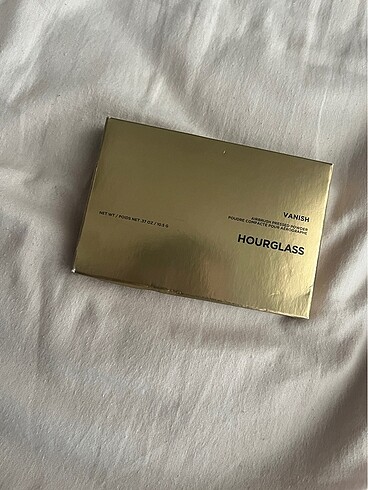 VANISH
AIRBRUSH PRESSED POWDER
POUDRE COMPACTE POUR AÉROGRAPHE
NET WT / POIDS NET .37 OZ / 10.5 G
HOURGLASS